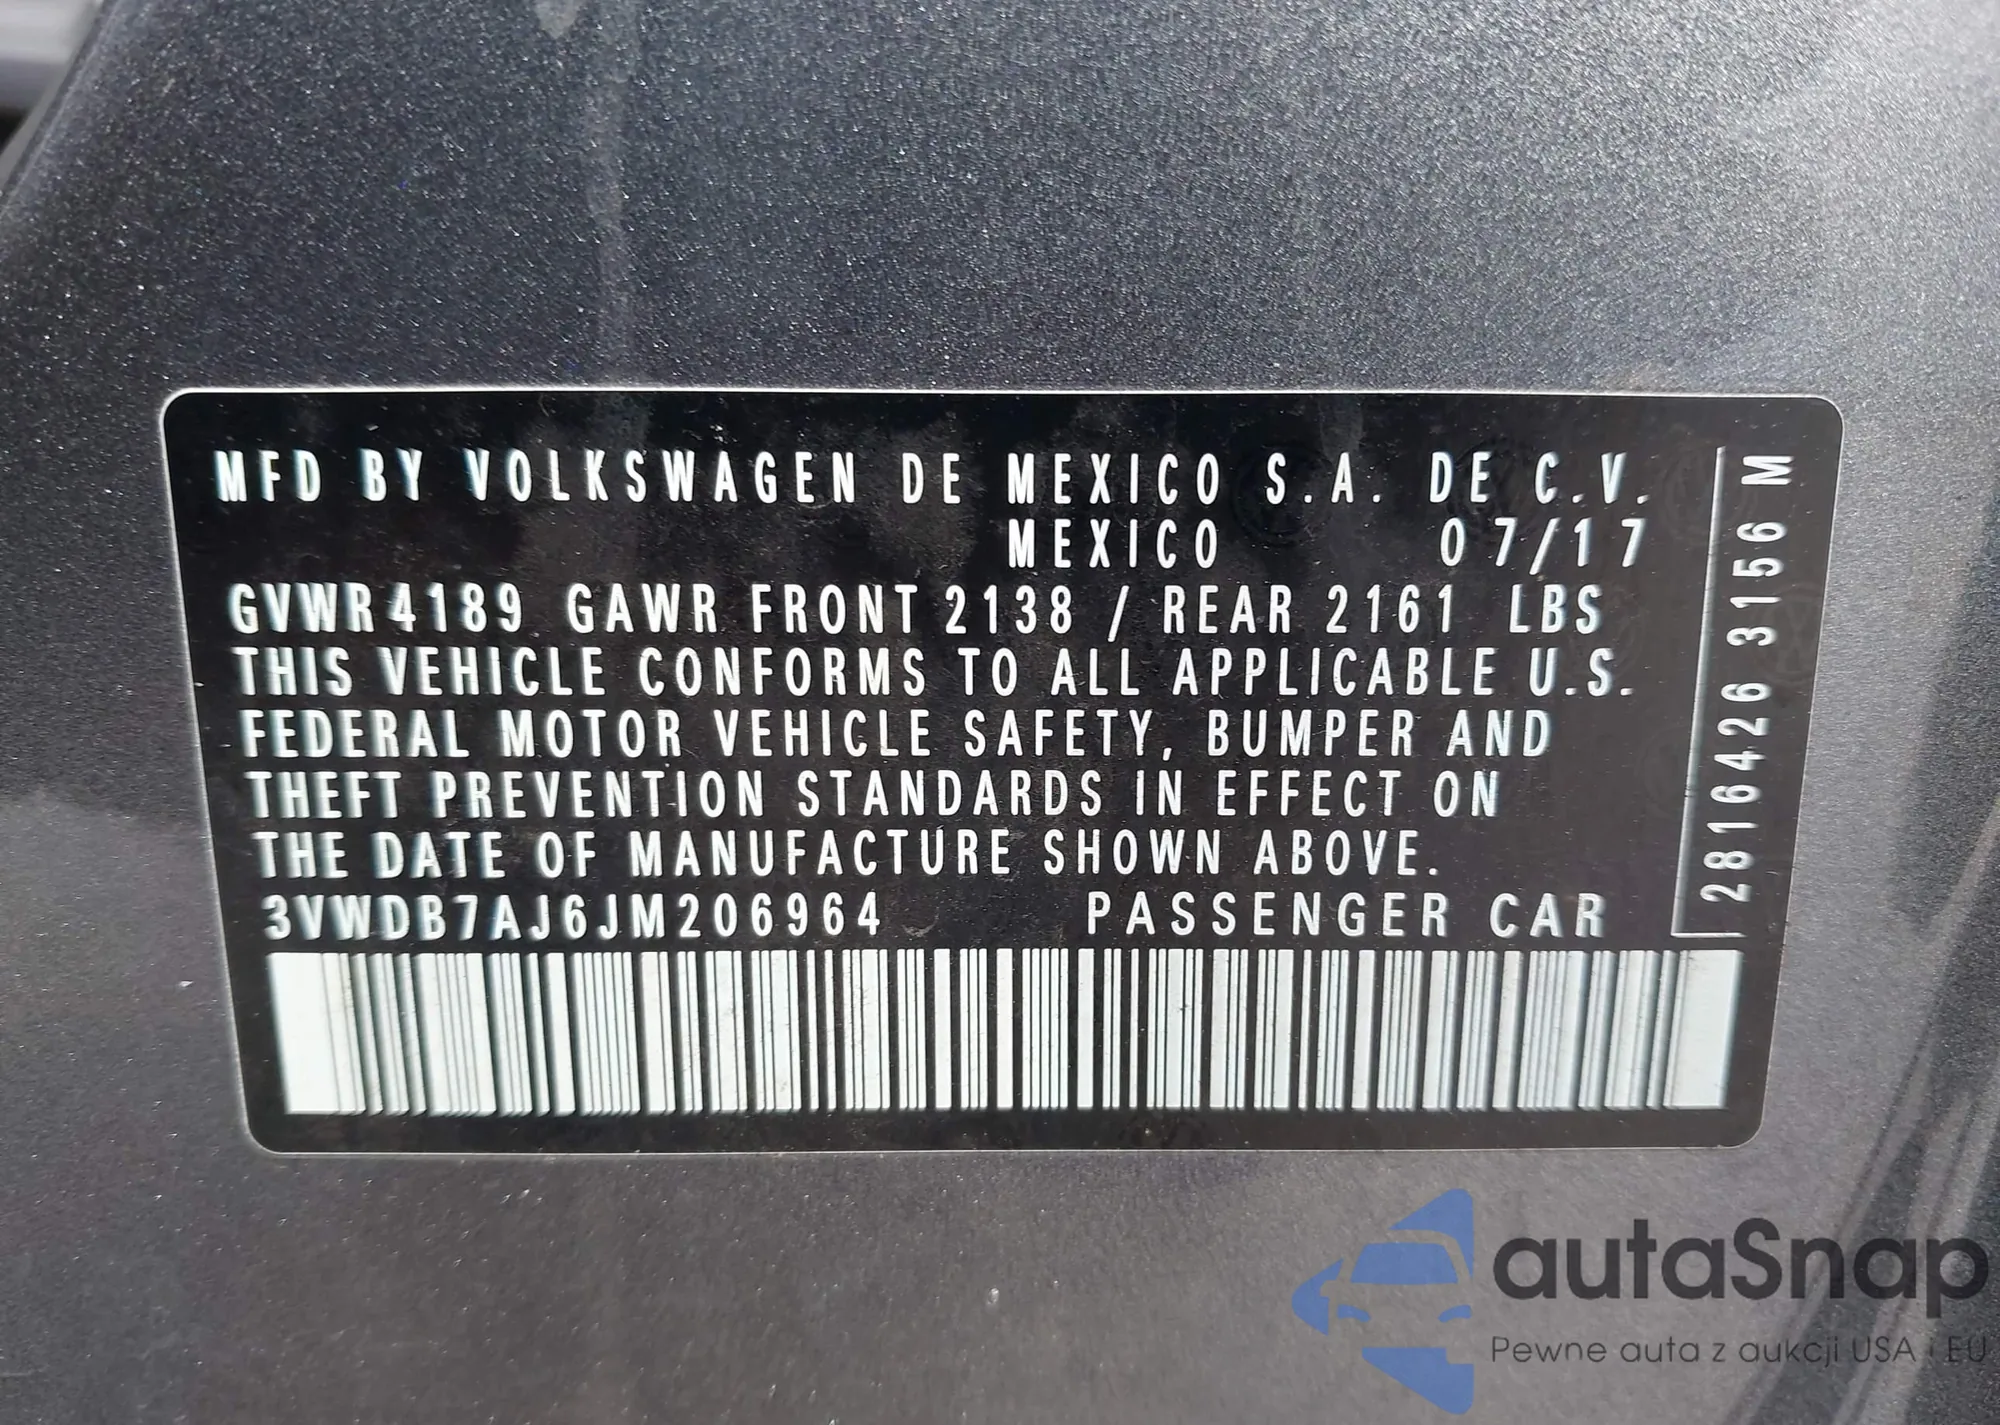 MFD BY VOLKSWAGEN DE MEXICO S.A. DE C.V.
MEXICO 07/17
GVWR 4189 GAWR FRONT 2138 / REAR 2161 LBS
THIS VEHICLE CONFORMS TO ALL APPLICABLE U.S.
FEDERAL MOTOR VEHICLE SAFETY, BUMPER AND
THEFT PREVENTION STANDARDS IN EFFECT ON
THE DATE OF MANUFACTURE SHOWN ABOVE.
3VWDB7AJ6JM206964 PASSENGER CAR
2816426 3156 M
autaSnap
Pewne auta z aukcji USA i EU